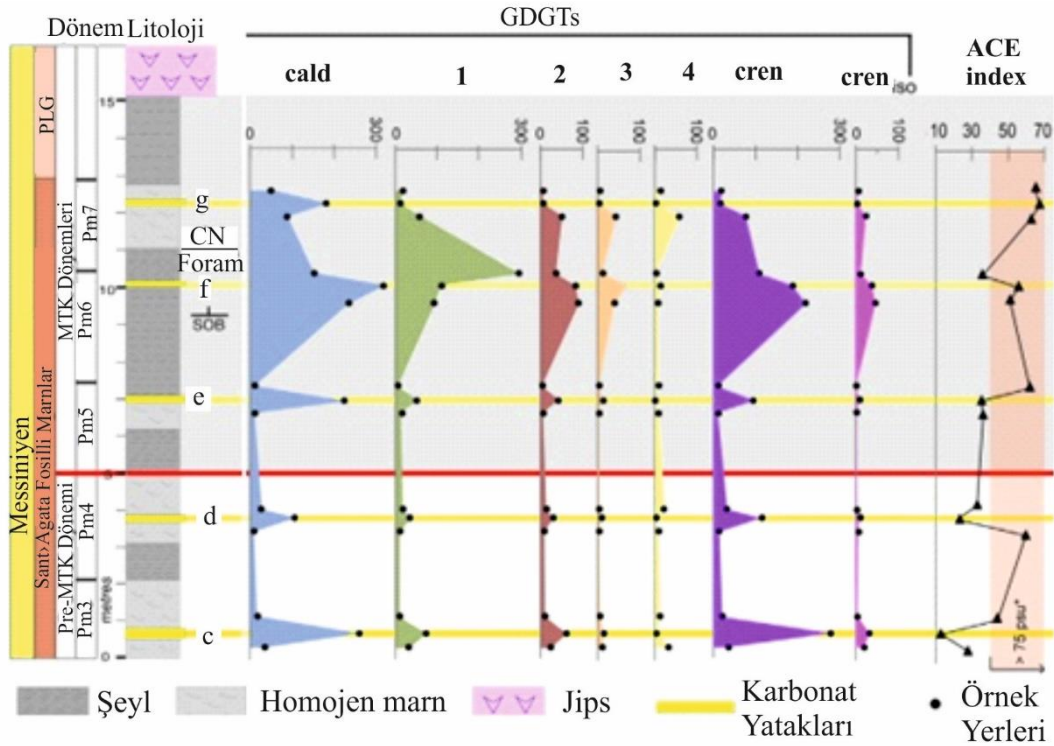 Dönem Litoloji
GDGTs
cald
1
2
3
4
cren
cren iso
ACE
index
0
300
0
300
0
100
0
100
0
100
0
300
0
100
10
30
50
70
15
10
5
0
metres
Messiniyen
PLG
Sant›Agata Fosilli Marnlar
MTK Dönemleri
Pre-MTK Dönemi
Pm7
Pm6
Pm5
Pm4
Pm3
g
CN
Foram
f
SOB
e
d
c
> 75 psu*
Şeyl
Homojen marn
Jips
Karbonat
Yatakları
Örnek
Yerleri